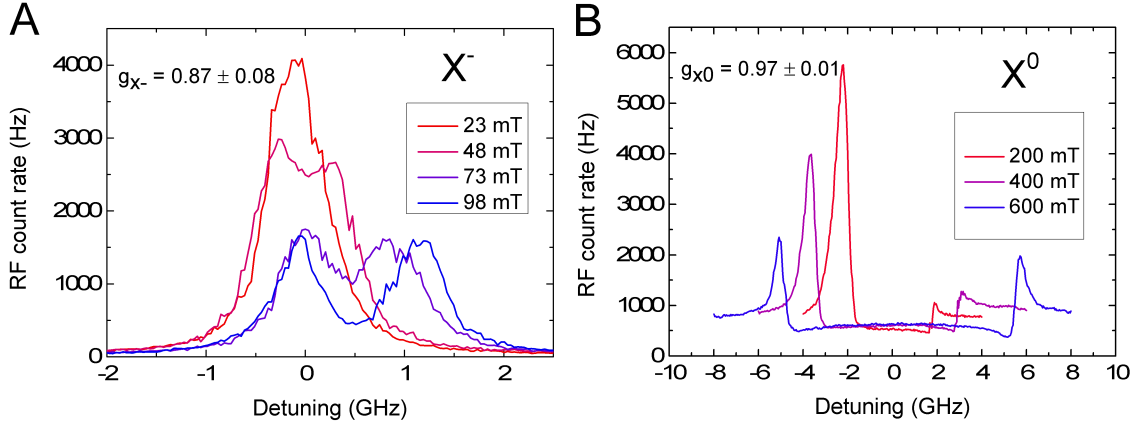 A
X-
gX- = 0.87 ± 0.08
23 mT
48 mT
73 mT
98 mT
4000
3000
2000
1000
0
RF count rate (Hz)
-2
-1
0
1
2
Detuning (GHz)
B
X0
gX0 = 0.97 ± 0.01
200 mT
400 mT
600 mT
6000
5000
4000
3000
2000
1000
0
RF count rate (Hz)
-10
-8
-6
-4
-2
0
2
4
6
8
10
Detuning (GHz)